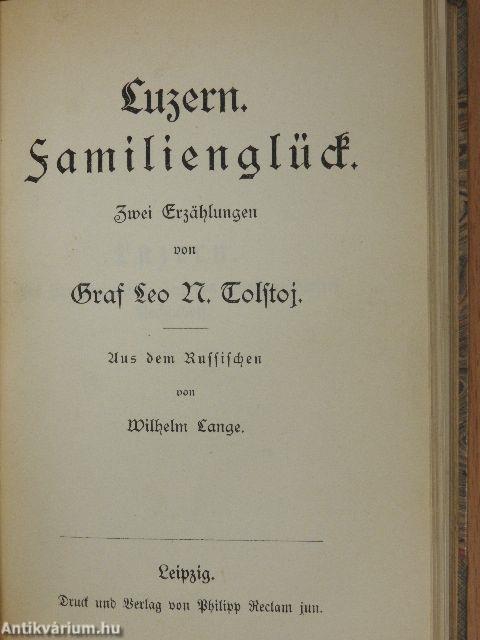 Luzern.
Familienglück.
Zwei Erzählungen
von
Graf Leo N. Tolstoj.
Aus dem Russischen
von
Wilhelm Lange.
Leipzig.
Druck und Verlag von Philipp Reclam jun.
Antikvárium.hu